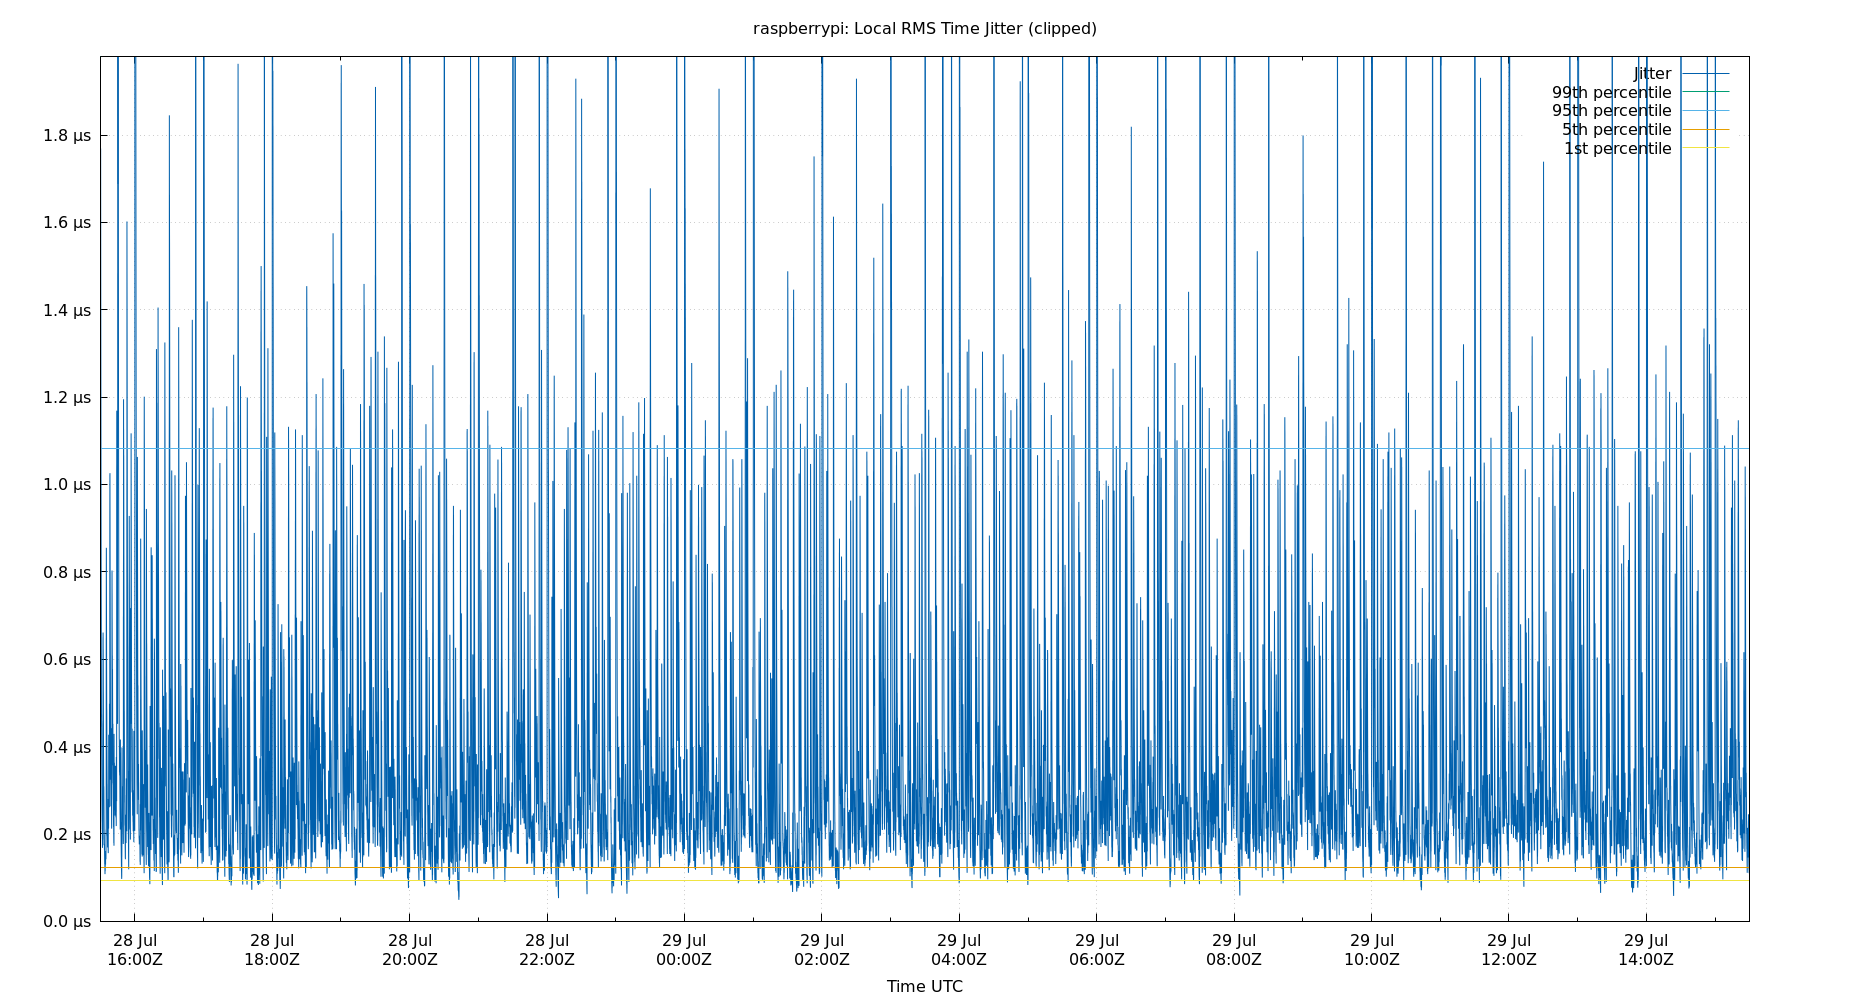 raspberrypi: Local RMS Time Jitter (clipped)
Jitter
99th percentile
95th percentile
5th percentile
1st percentile
1.8 µs
1.6 µs
1.4 µs
1.2 µs
1.0 µs
0.8 µs
0.6 µs
0.4 µs
0.2 µs
0.0 µs
28 Jul 28 Jul 28 Jul 28 Jul 29 Jul 29 Jul 29 Jul 29 Jul 29 Jul 29 Jul 29 Jul 29 Jul
16:00Z 18:00Z 20:00Z 22:00Z 00:00Z 02:00Z 04:00Z 06:00Z 08:00Z 10:00Z 12:00Z 14:00Z
Time UTC